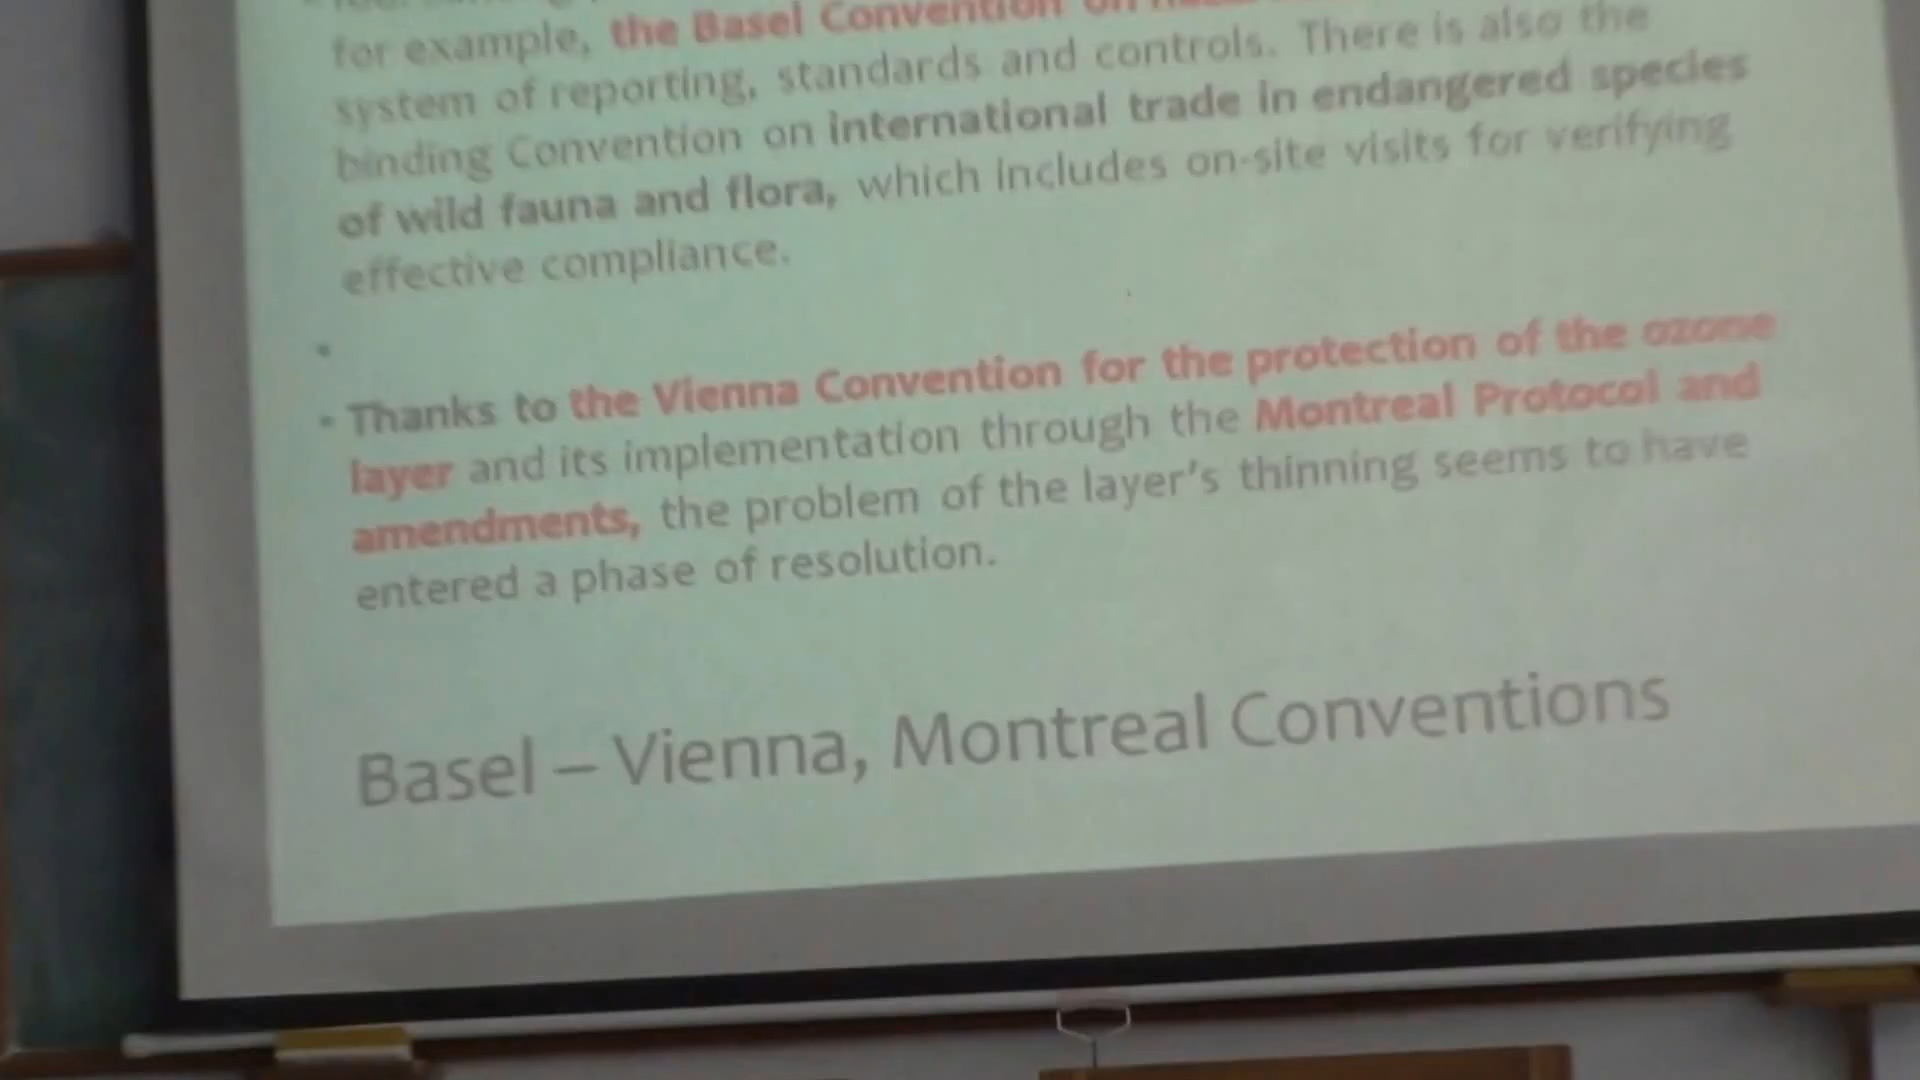 for example, the Basel Convention on
system of reporting, standards and controls. There is also the
binding Convention on international trade in endangered species
of wild fauna and flora, which includes on-site visits for verifying
effective compliance.
•
• Thanks to the Vienna Convention for the protection of the ozone
layer and its implementation through the Montreal Protocol and
amendments, the problem of the layer's thinning seems to have
entered a phase of resolution.
Basel – Vienna, Montreal Conventions